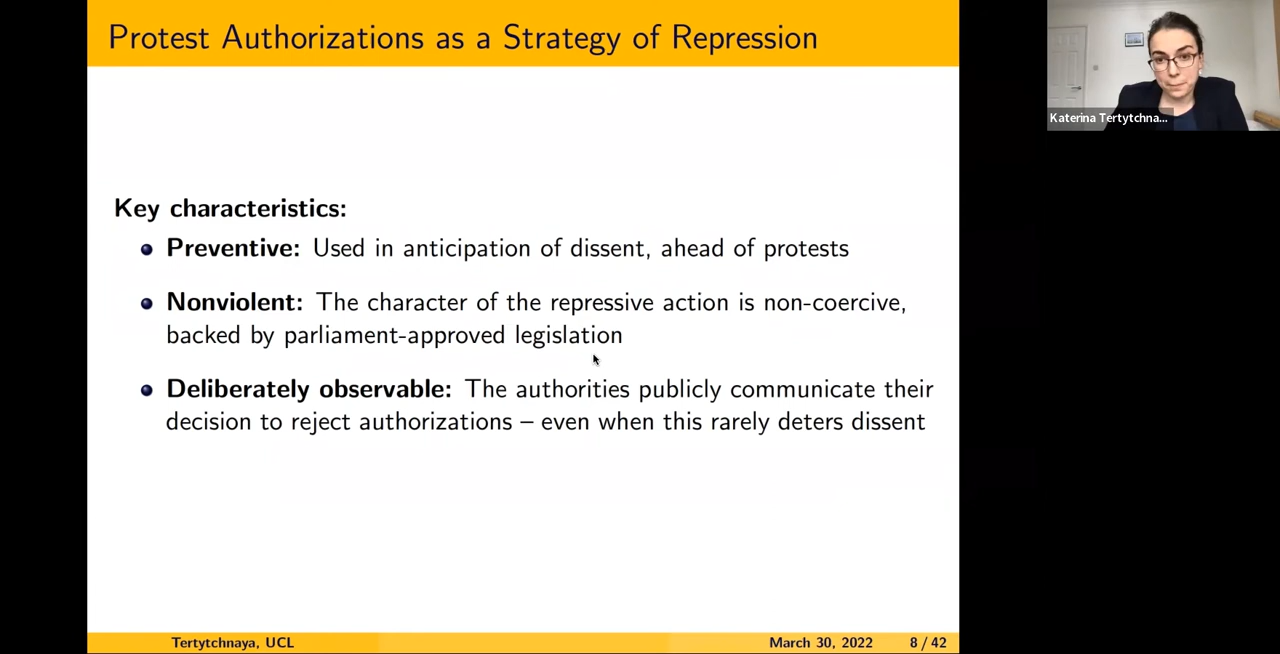 Protest Authorizations as a Strategy of Repression
Katerina Tertytchna...
Key characteristics:
Preventive: Used in anticipation of dissent, ahead of protests
Nonviolent: The character of the repressive action is non-coercive,
backed by parliament-approved legislation
Deliberately observable: The authorities publicly communicate their
decision to reject authorizations – even when this rarely deters dissent
Tertytchnaya, UCL
March 30, 2022
8 / 42